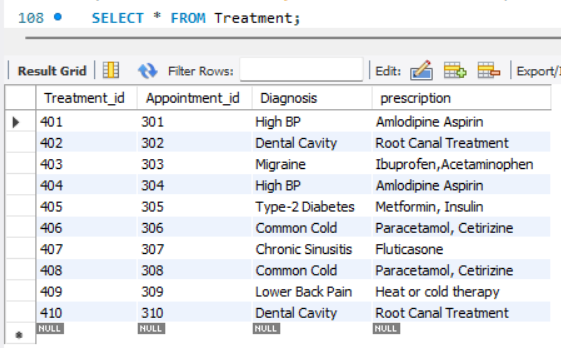 108 SELECT * FROM Treatment;
Result Grid Filter Rows: Edit: Export/I
Treatment_id Appointment_id Diagnosis prescription
401 301 High BP Amlodipine Aspirin
402 302 Dental Cavity Root Canal Treatment
403 303 Migraine Ibuprofen,Acetaminophen
404 304 High BP Amlodipine Aspirin
405 305 Type-2 Diabetes Metformin, Insulin
406 306 Common Cold Paracetamol, Cetirizine
407 307 Chronic Sinusitis Fluticasone
408 308 Common Cold Paracetamol, Cetirizine
409 309 Lower Back Pain Heat or cold therapy
410 310 Dental Cavity Root Canal Treatment
NULL NULL NULL NULL